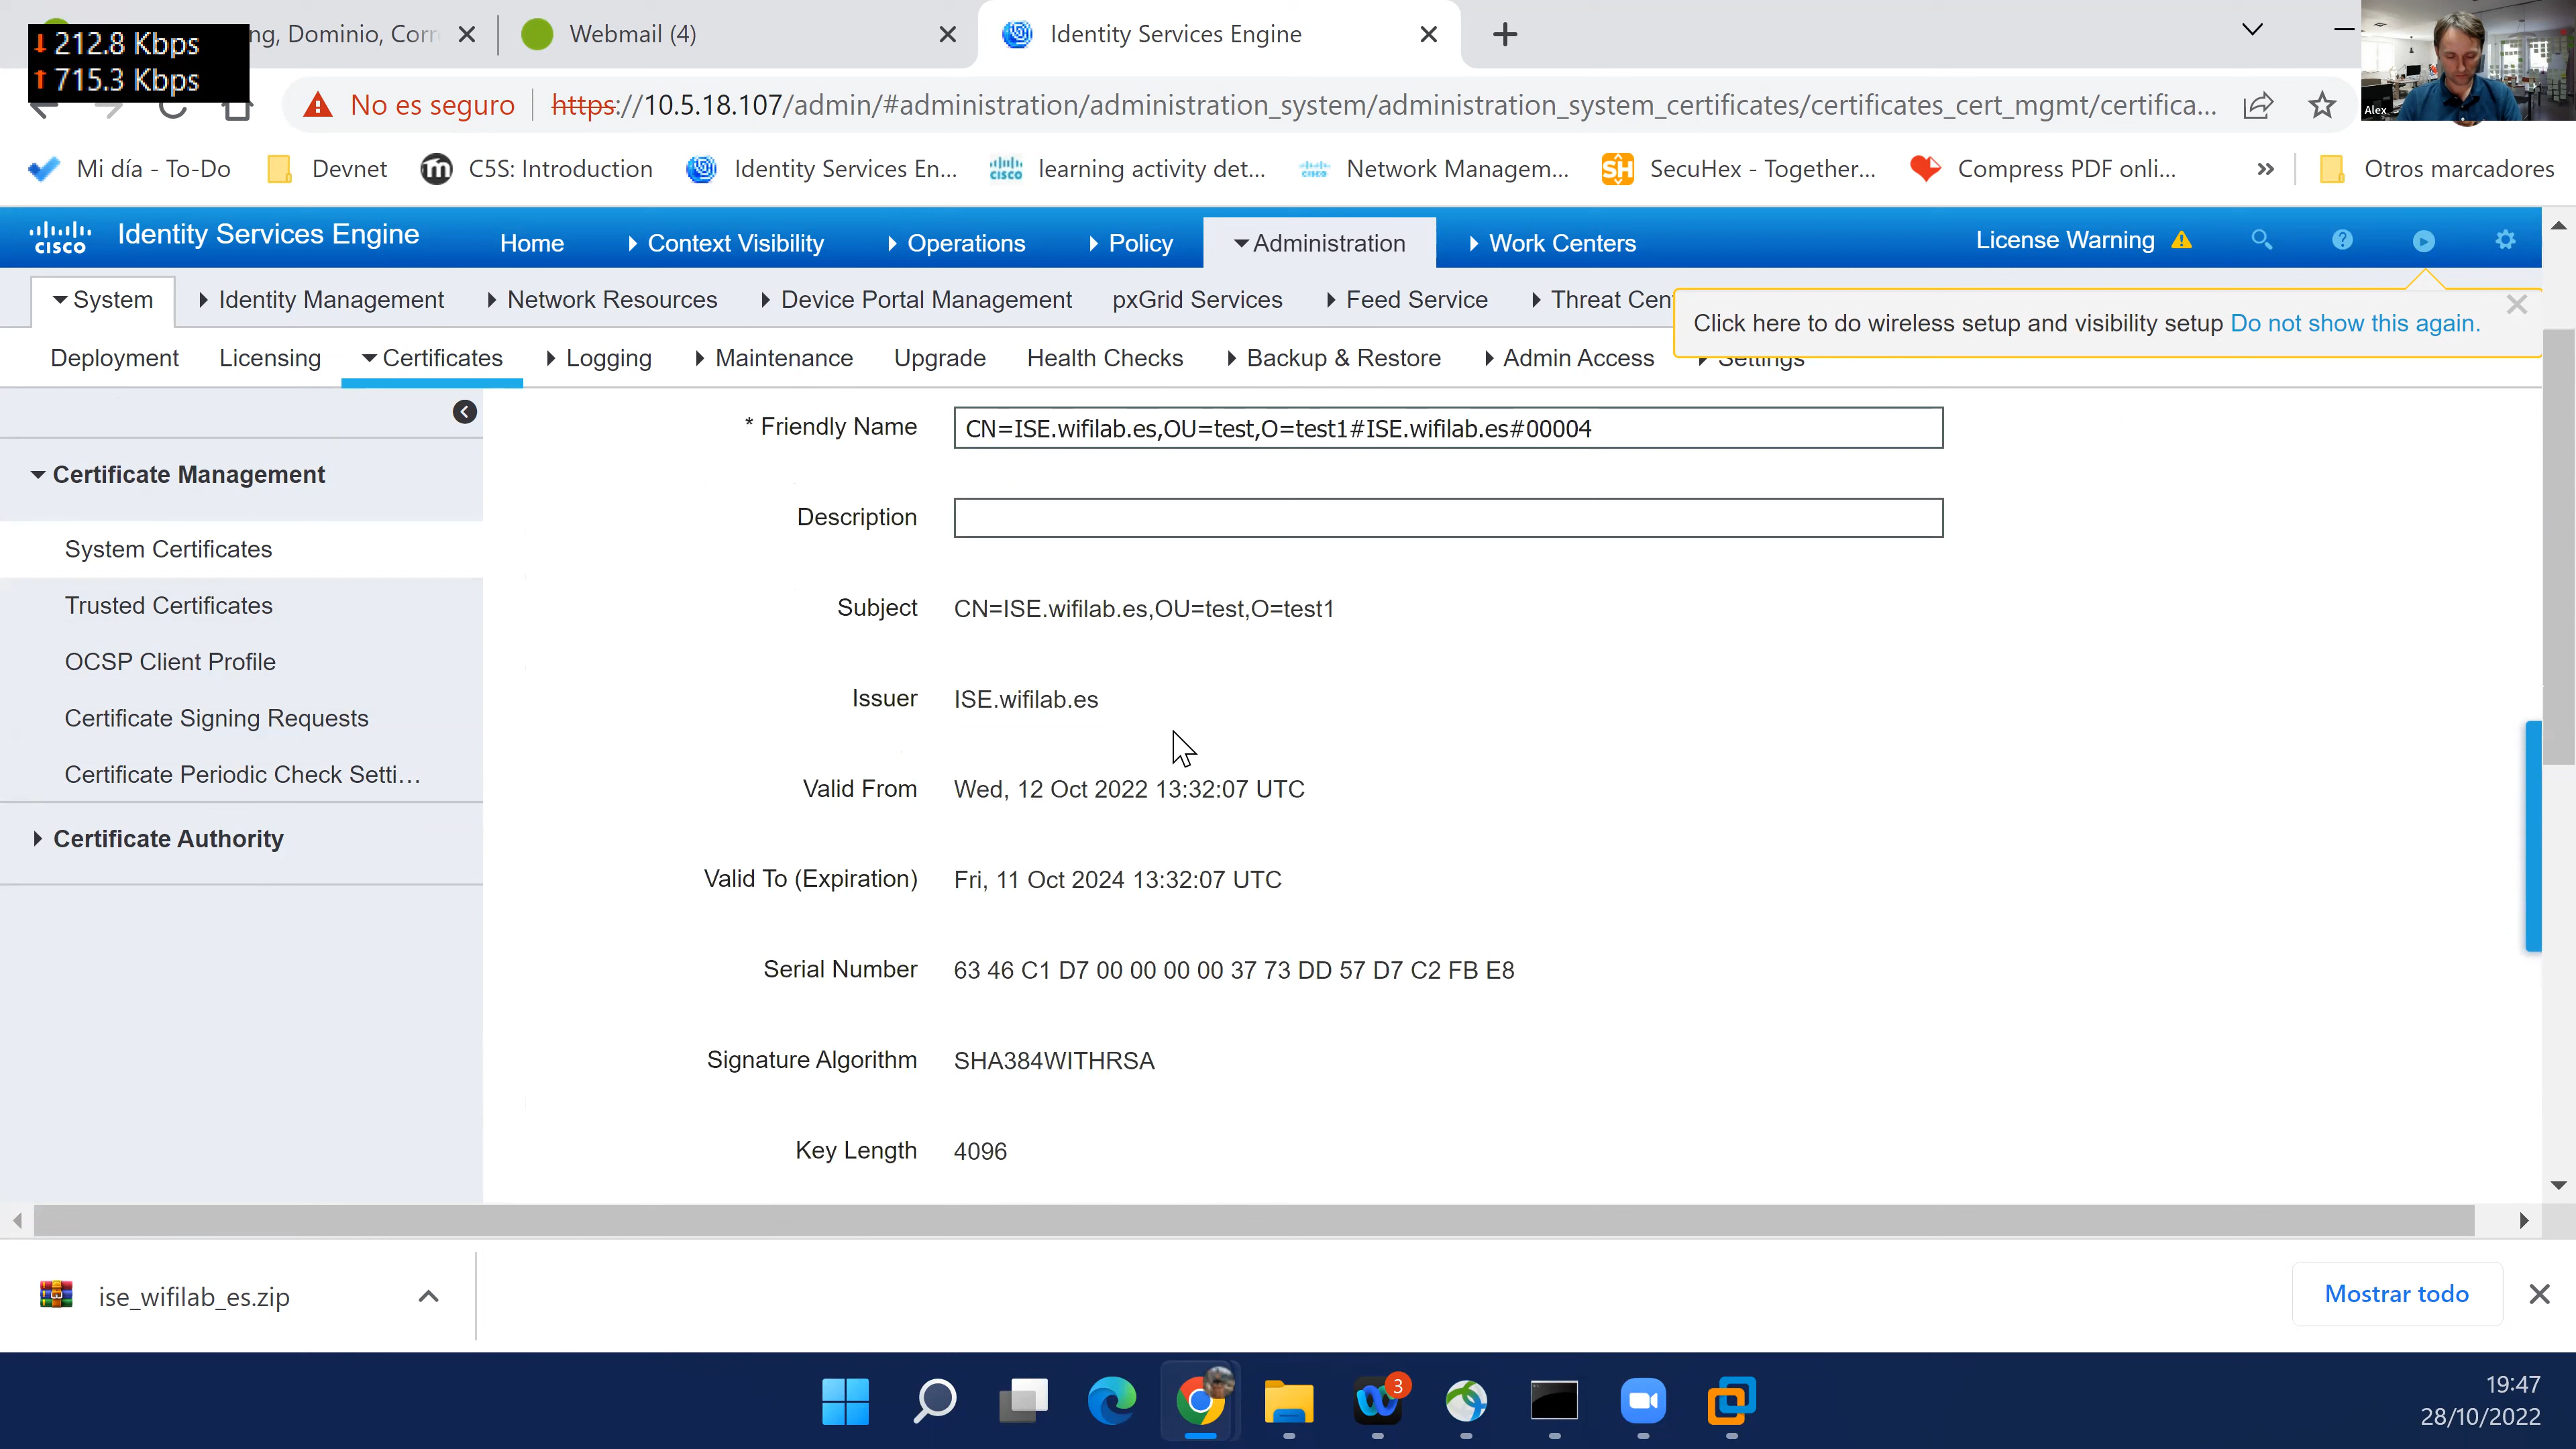 ↓ 212.8 Kbps
↑ 715.3 Kbps
ng, Dominio, Corr
Webmail (4)
Identity Services Engine
No es seguro
https://10.5.18.107/admin/#administration/administration_system/administration_system_certificates/certificates_cert_mgmt/certifica...
Alex
Mi día - To-Do
Devnet
C5S: Introduction
Identity Services En...
learning activity det...
Network Managem...
SecuHex - Together...
Compress PDF onli...
»
Otros marcadores
cisco
Identity Services Engine
Home
Context Visibility
Operations
Policy
Administration
Work Centers
License Warning
System
Identity Management
Network Resources
Device Portal Management
pxGrid Services
Feed Service
Threat Cen
Click here to do wireless setup and visibility setup Do not show this again.
Deployment
Licensing
Certificates
Logging
Maintenance
Upgrade
Health Checks
Backup & Restore
Admin Access
Settings
Certificate Management
System Certificates
Trusted Certificates
OCSP Client Profile
Certificate Signing Requests
Certificate Periodic Check Setti...
Certificate Authority
* Friendly Name CN=ISE.wifilab.es,OU=test,O=test1#ISE.wifilab.es#00004
Description
Subject CN=ISE.wifilab.es,OU=test,O=test1
Issuer ISE.wifilab.es
Valid From Wed, 12 Oct 2022 13:32:07 UTC
Valid To (Expiration) Fri, 11 Oct 2024 13:32:07 UTC
Serial Number 63 46 C1 D7 00 00 00 00 37 73 DD 57 D7 C2 FB E8
Signature Algorithm SHA384WITHRSA
Key Length 4096
ise_wifilab_es.zip
Mostrar todo
3
19:47
28/10/2022